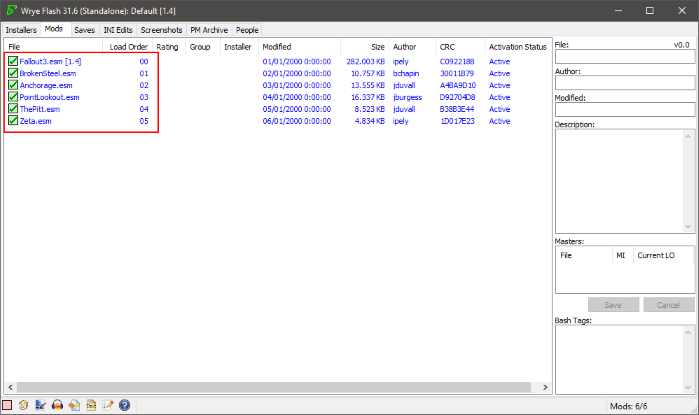 Wrye Flash 31.6 (Standalone): Default [1.4]
Installers Mods Saves INI Edits Screenshots PM Archive People
File Load Order Rating Group Installer Modified Size Author CRC Activation Status
Fallout3.esm [1.4] 00 01/01/2000 0:00:00 282.003 KB ipely C0922188 Active
BrokenSteel.esm 01 02/01/2000 0:00:00 10.757 KB bchapin 30011879 Active
Anchorage.esm 02 03/01/2000 0:00:00 13.555 KB jduvall A4BA9D10 Active
PointLookout.esm 03 04/01/2000 0:00:00 16.337 KB jburgess D92704D8 Active
ThePitt.esm 04 05/01/2000 0:00:00 8.523 KB jduvall B38B3E44 Active
Zeta.esm 05 06/01/2000 0:00:00 4.834 KB ipely 1D017E23 Active
File: v0.0
Author:
Modified:
Description:
Masters:
File MI Current LO
Save Cancel
Bash Tags:
Doc
Mods: 6/6